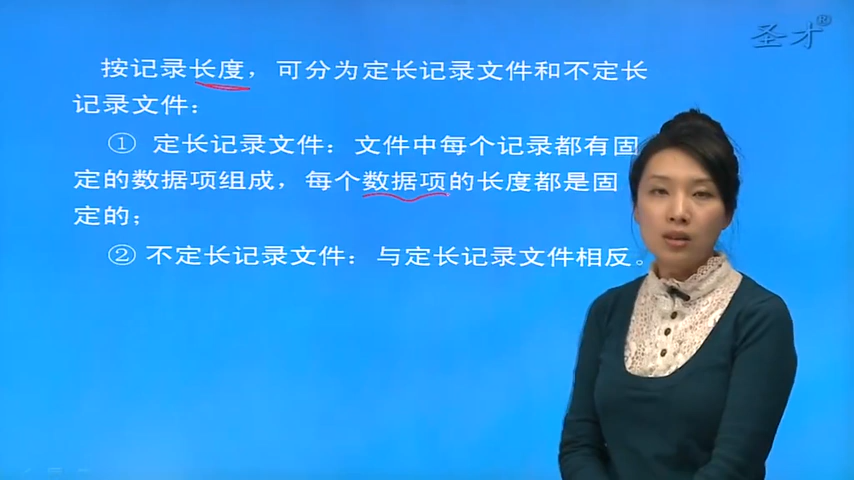 圣才®
按记录长度，可分为定长记录文件和不定长
记录文件：
① 定长记录文件：文件中每个记录都有固
定的数据项组成，每个数据项的长度都是固
定的；
② 不定长记录文件：与定长记录文件相反。